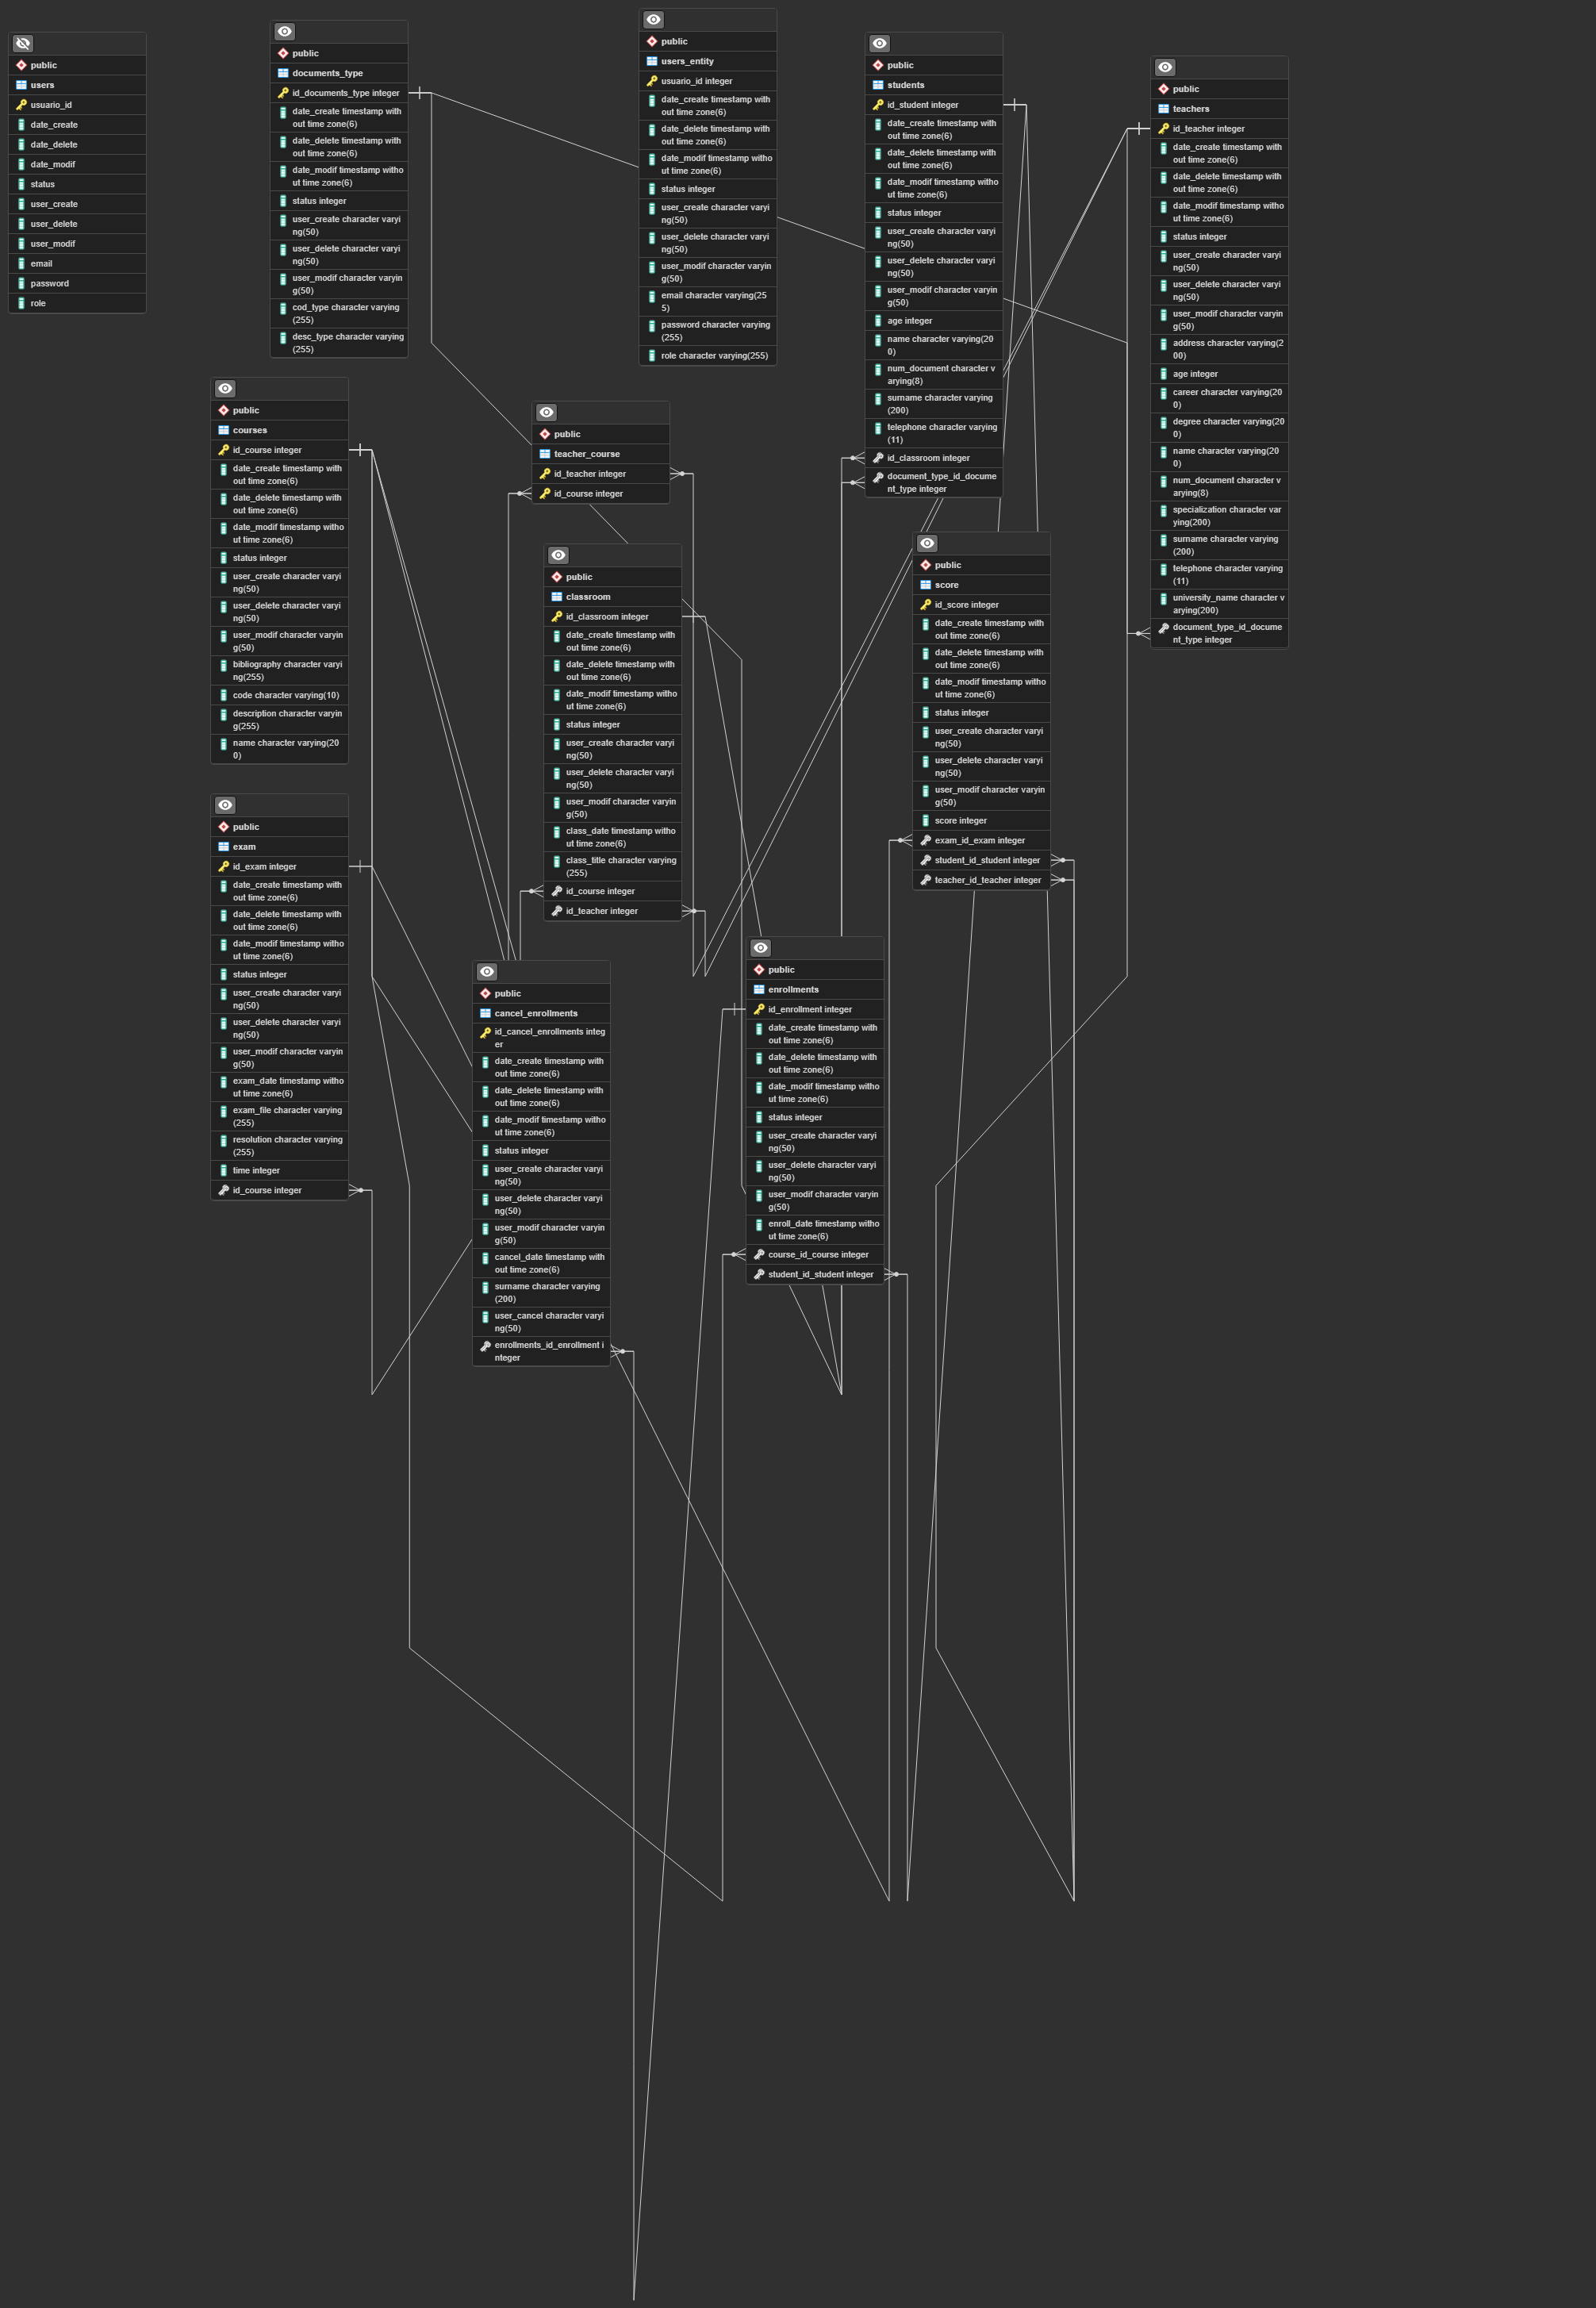 public
users
usuario_id
date_create
date_delete
date_modif
status
user_create
user_delete
user_modif
email
password
role
public
documents_type
id_documents_type integer
date_create timestamp with
out time zone(6)
date_delete timestamp with
out time zone(6)
date_modif timestamp witho
ut time zone(6)
status integer
user_create character varyi
ng(50)
user_delete character varyi
ng(50)
user_modif character varyin
g(50)
cod_type character varying
(255)
desc_type character varying
(255)
public
users_entity
usuario_id integer
date_create timestamp with
out time zone(6)
date_delete timestamp with
out time zone(6)
date_modif timestamp witho
ut time zone(6)
status integer
user_create character varyi
ng(50)
user_delete character varyi
ng(50)
user_modif character varyin
g(50)
email character varying(25
5)
password character varying
(255)
role character varying(255)
public
students
id_student integer
date_create timestamp with
out time zone(6)
date_delete timestamp with
out time zone(6)
date_modif timestamp witho
ut time zone(6)
status integer
user_create character varyi
ng(50)
user_delete character varyi
ng(50)
user_modif character varyin
g(50)
age integer
name character varying(20
0)
num_document character v
arying(8)
surname character varying
(200)
telephone character varying
(11)
id_classroom integer
document_type_id_docume
nt_type integer
public
teachers
id_teacher integer
date_create timestamp with
out time zone(6)
date_delete timestamp with
out time zone(6)
date_modif timestamp witho
ut time zone(6)
status integer
user_create character varyi
ng(50)
user_delete character varyi
ng(50)
user_modif character varyin
g(50)
address character varying(2
00)
age integer
career character varying(20
0)
degree character varying(20
0)
name character varying(20
0)
num_document character v
arying(8)
specialization character var
ying(200)
surname character varying
(200)
telephone character varying
(11)
university_name character v
arying(200)
document_type_id_docume
nt_type integer
public
courses
id_course integer
date_create timestamp with
out time zone(6)
date_delete timestamp with
out time zone(6)
date_modif timestamp witho
ut time zone(6)
status integer
user_create character varyi
ng(50)
user_delete character varyi
ng(50)
user_modif character varyin
g(50)
bibliography character varyi
ng(255)
code character varying(10)
description character varyin
g(255)
name character varying(20
0)
public
teacher_course
id_teacher integer
id_course integer
public
classroom
id_classroom integer
date_create timestamp with
out time zone(6)
date_delete timestamp with
out time zone(6)
date_modif timestamp witho
ut time zone(6)
status integer
user_create character varyi
ng(50)
user_delete character varyi
ng(50)
user_modif character varyin
g(50)
class_date timestamp witho
ut time zone(6)
class_title character varying
(255)
id_course integer
id_teacher integer
public
score
id_score integer
date_create timestamp with
out time zone(6)
date_delete timestamp with
out time zone(6)
date_modif timestamp witho
ut time zone(6)
status integer
user_create character varyi
ng(50)
user_delete character varyi
ng(50)
user_modif character varyin
g(50)
score integer
exam_id_exam integer
student_id_student integer
teacher_id_teacher integer
public
exam
id_exam integer
date_create timestamp with
out time zone(6)
date_delete timestamp with
out time zone(6)
date_modif timestamp witho
ut time zone(6)
status integer
user_create character varyi
ng(50)
user_delete character varyi
ng(50)
user_modif character varyin
g(50)
exam_date timestamp witho
ut time zone(6)
exam_file character varying
(255)
resolution character varying
(255)
time integer
id_course integer
public
cancel_enrollments
id_cancel_enrollments integ
er
date_create timestamp with
out time zone(6)
date_delete timestamp with
out time zone(6)
date_modif timestamp witho
ut time zone(6)
status integer
user_create character varyi
ng(50)
user_delete character varyi
ng(50)
user_modif character varyin
g(50)
cancel_date timestamp with
out time zone(6)
surname character varying
(200)
user_cancel character varyi
ng(50)
enrollments_id_enrollment i
nteger
public
enrollments
id_enrollment integer
date_create timestamp with
out time zone(6)
date_delete timestamp with
out time zone(6)
date_modif timestamp witho
ut time zone(6)
status integer
user_create character varyi
ng(50)
user_delete character varyi
ng(50)
user_modif character varyin
g(50)
enroll_date timestamp witho
ut time zone(6)
course_id_course integer
student_id_student integer